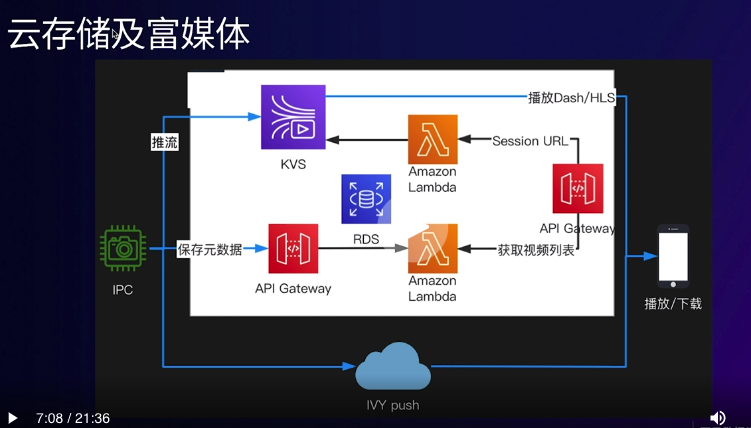 云存储及富媒体
播放Dash/HLS
推流
KVS
Session URL
Amazon
Lambda
RDS
API Gateway
保存元数据
获取视频列表
API Gateway
Amazon
Lambda
IPC
播放/下载
IVY push
7:08 / 21:36